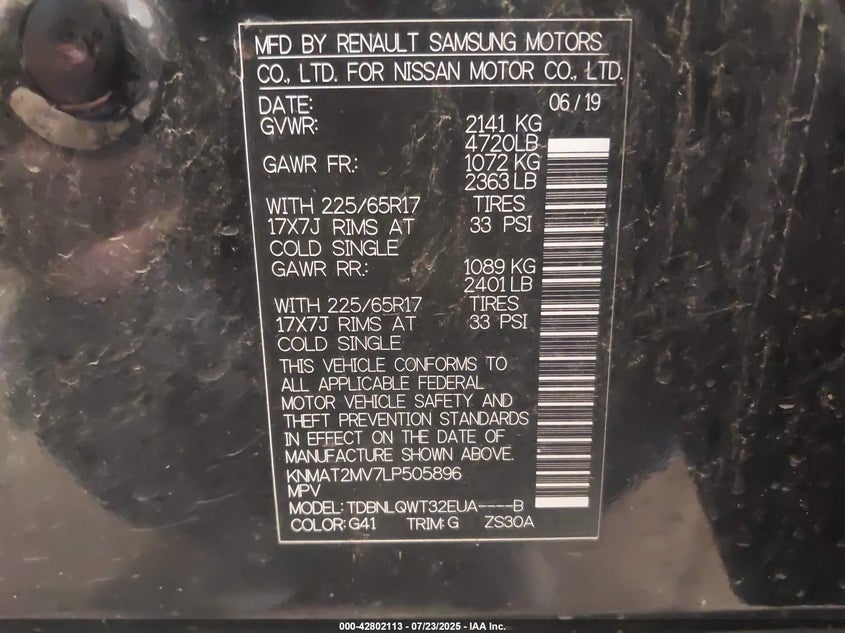 MFD BY RENAULT SAMSUNG MOTORS
CO., LTD. FOR NISSAN MOTOR CO., LTD.
DATE: 06/19
GVWR: 2141 KG
4720LB
GAWR FR.: 1072 KG
2363 LB
WITH 225/65R17 TIRES
17X7J RIMS AT 33 PSI
COLD SINGLE
GAWR RR.: 1089 KG
2401 LB
WITH 225/65R17 TIRES
17X7J RIMS AT 33 PSI
COLD SINGLE
THIS VEHICLE CONFORMS TO
ALL APPLICABLE FEDERAL
MOTOR VEHICLE SAFETY AND
THEFT PREVENTION STANDARDS
IN EFFECT ON THE DATE OF
MANUFACTURE SHOWN ABOVE.
KNMAT2MV7LP505896
MPV
MODEL: TDBNLQWT32EUA----B
COLOR: G41 TRIM: G ZS30A
000-42802113 - 07/23/2025 - IAA Inc.